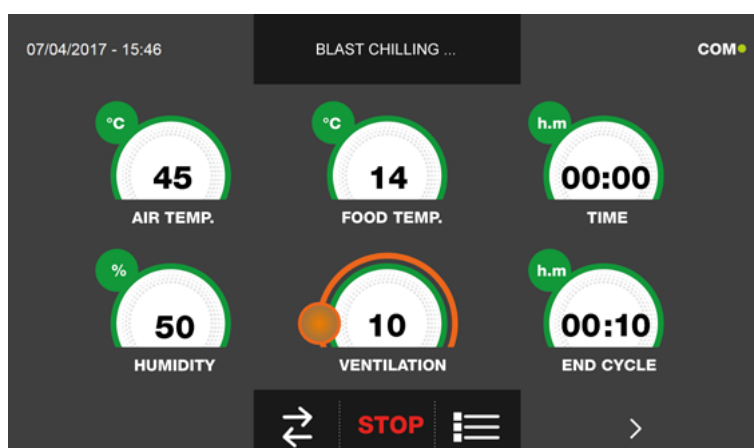 07/04/2017 - 15:46
BLAST CHILLING ...
COM
°C
45
AIR TEMP.
°C
14
FOOD TEMP.
h.m
00:00
TIME
%
50
HUMIDITY
10
VENTILATION
h.m
00:10
END CYCLE
STOP